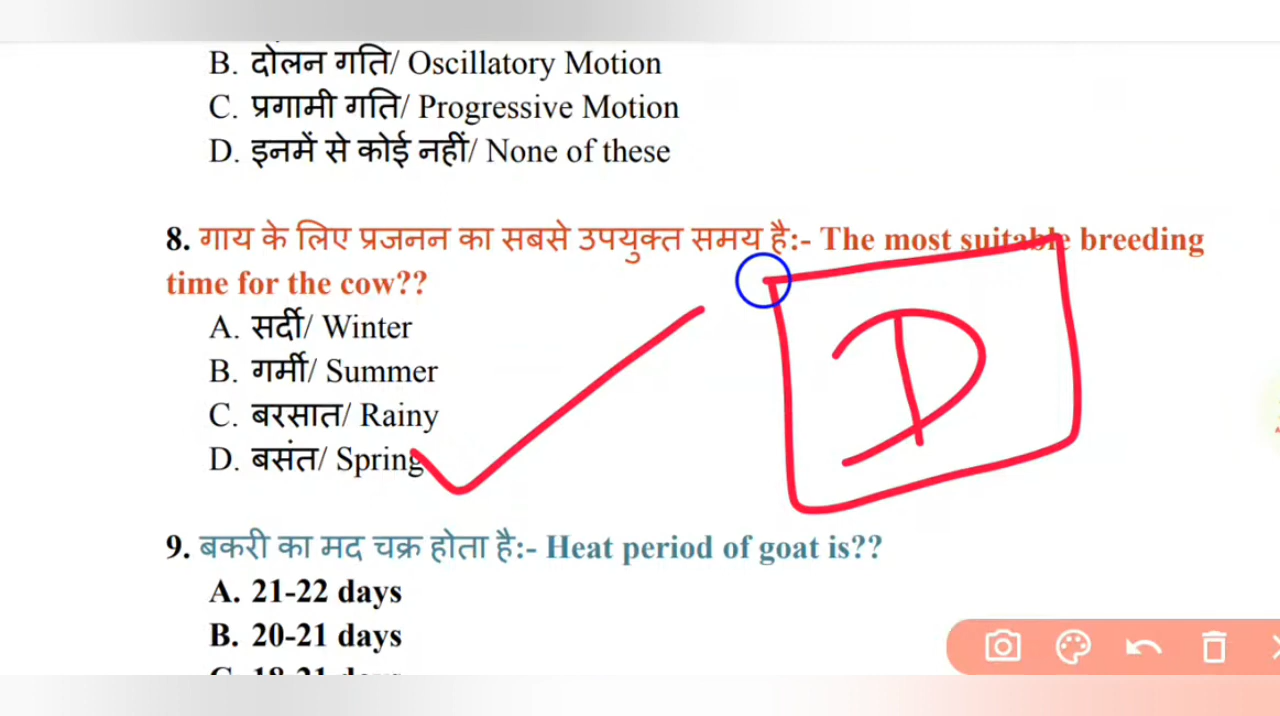 B. दोलन गति/ Oscillatory Motion
C. प्रगामी गति/ Progressive Motion
D. इनमें से कोई नहीं/ None of these
8. गाय के लिए प्रजनन का सबसे उपयुक्त समय है:- The most suitable breeding
time for the cow??
A. सर्दी/ Winter
B. गर्मी/ Summer
C. बरसात/ Rainy
D. बसंत/ Spring
D
9. बकरी का मद चक्र होता है:- Heat period of goat is??
A. 21-22 days
B. 20-21 days